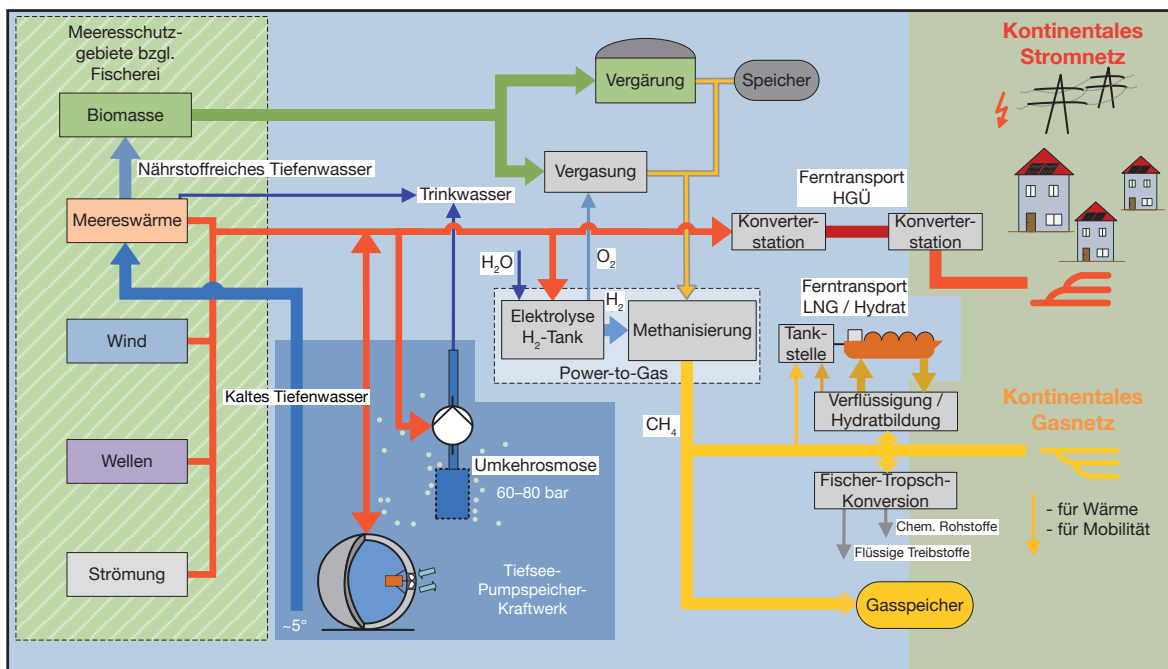 Meeresschutz-
gebiete bzgl.
Fischerei
Biomasse
Nährstoffreiches Tiefenwasser
Meereswärme
Wind
Kaltes Tiefenwasser
Wellen
Strömung
~5°
Vergärung
Speicher
Vergasung
Trinkwasser
H₂O
O₂
H₂
Elektrolyse
H₂-Tank
Methanisierung
Power-to-Gas
CH₄
Umkehrosmose
60–80 bar
Tiefsee-
Pumpspeicher-
Kraftwerk
Ferntransport
HGÜ
Konverter-
station
Konverter-
station
Ferntransport
LNG / Hydrat
Tank-
stelle
Verflüssigung /
Hydratbildung
Fischer-Tropsch-
Konversion
Chem. Rohstoffe
Flüssige Treibstoffe
Gasspeicher
Kontinentales
Stromnetz
Kontinentales
Gasnetz
- für Wärme
- für Mobilität